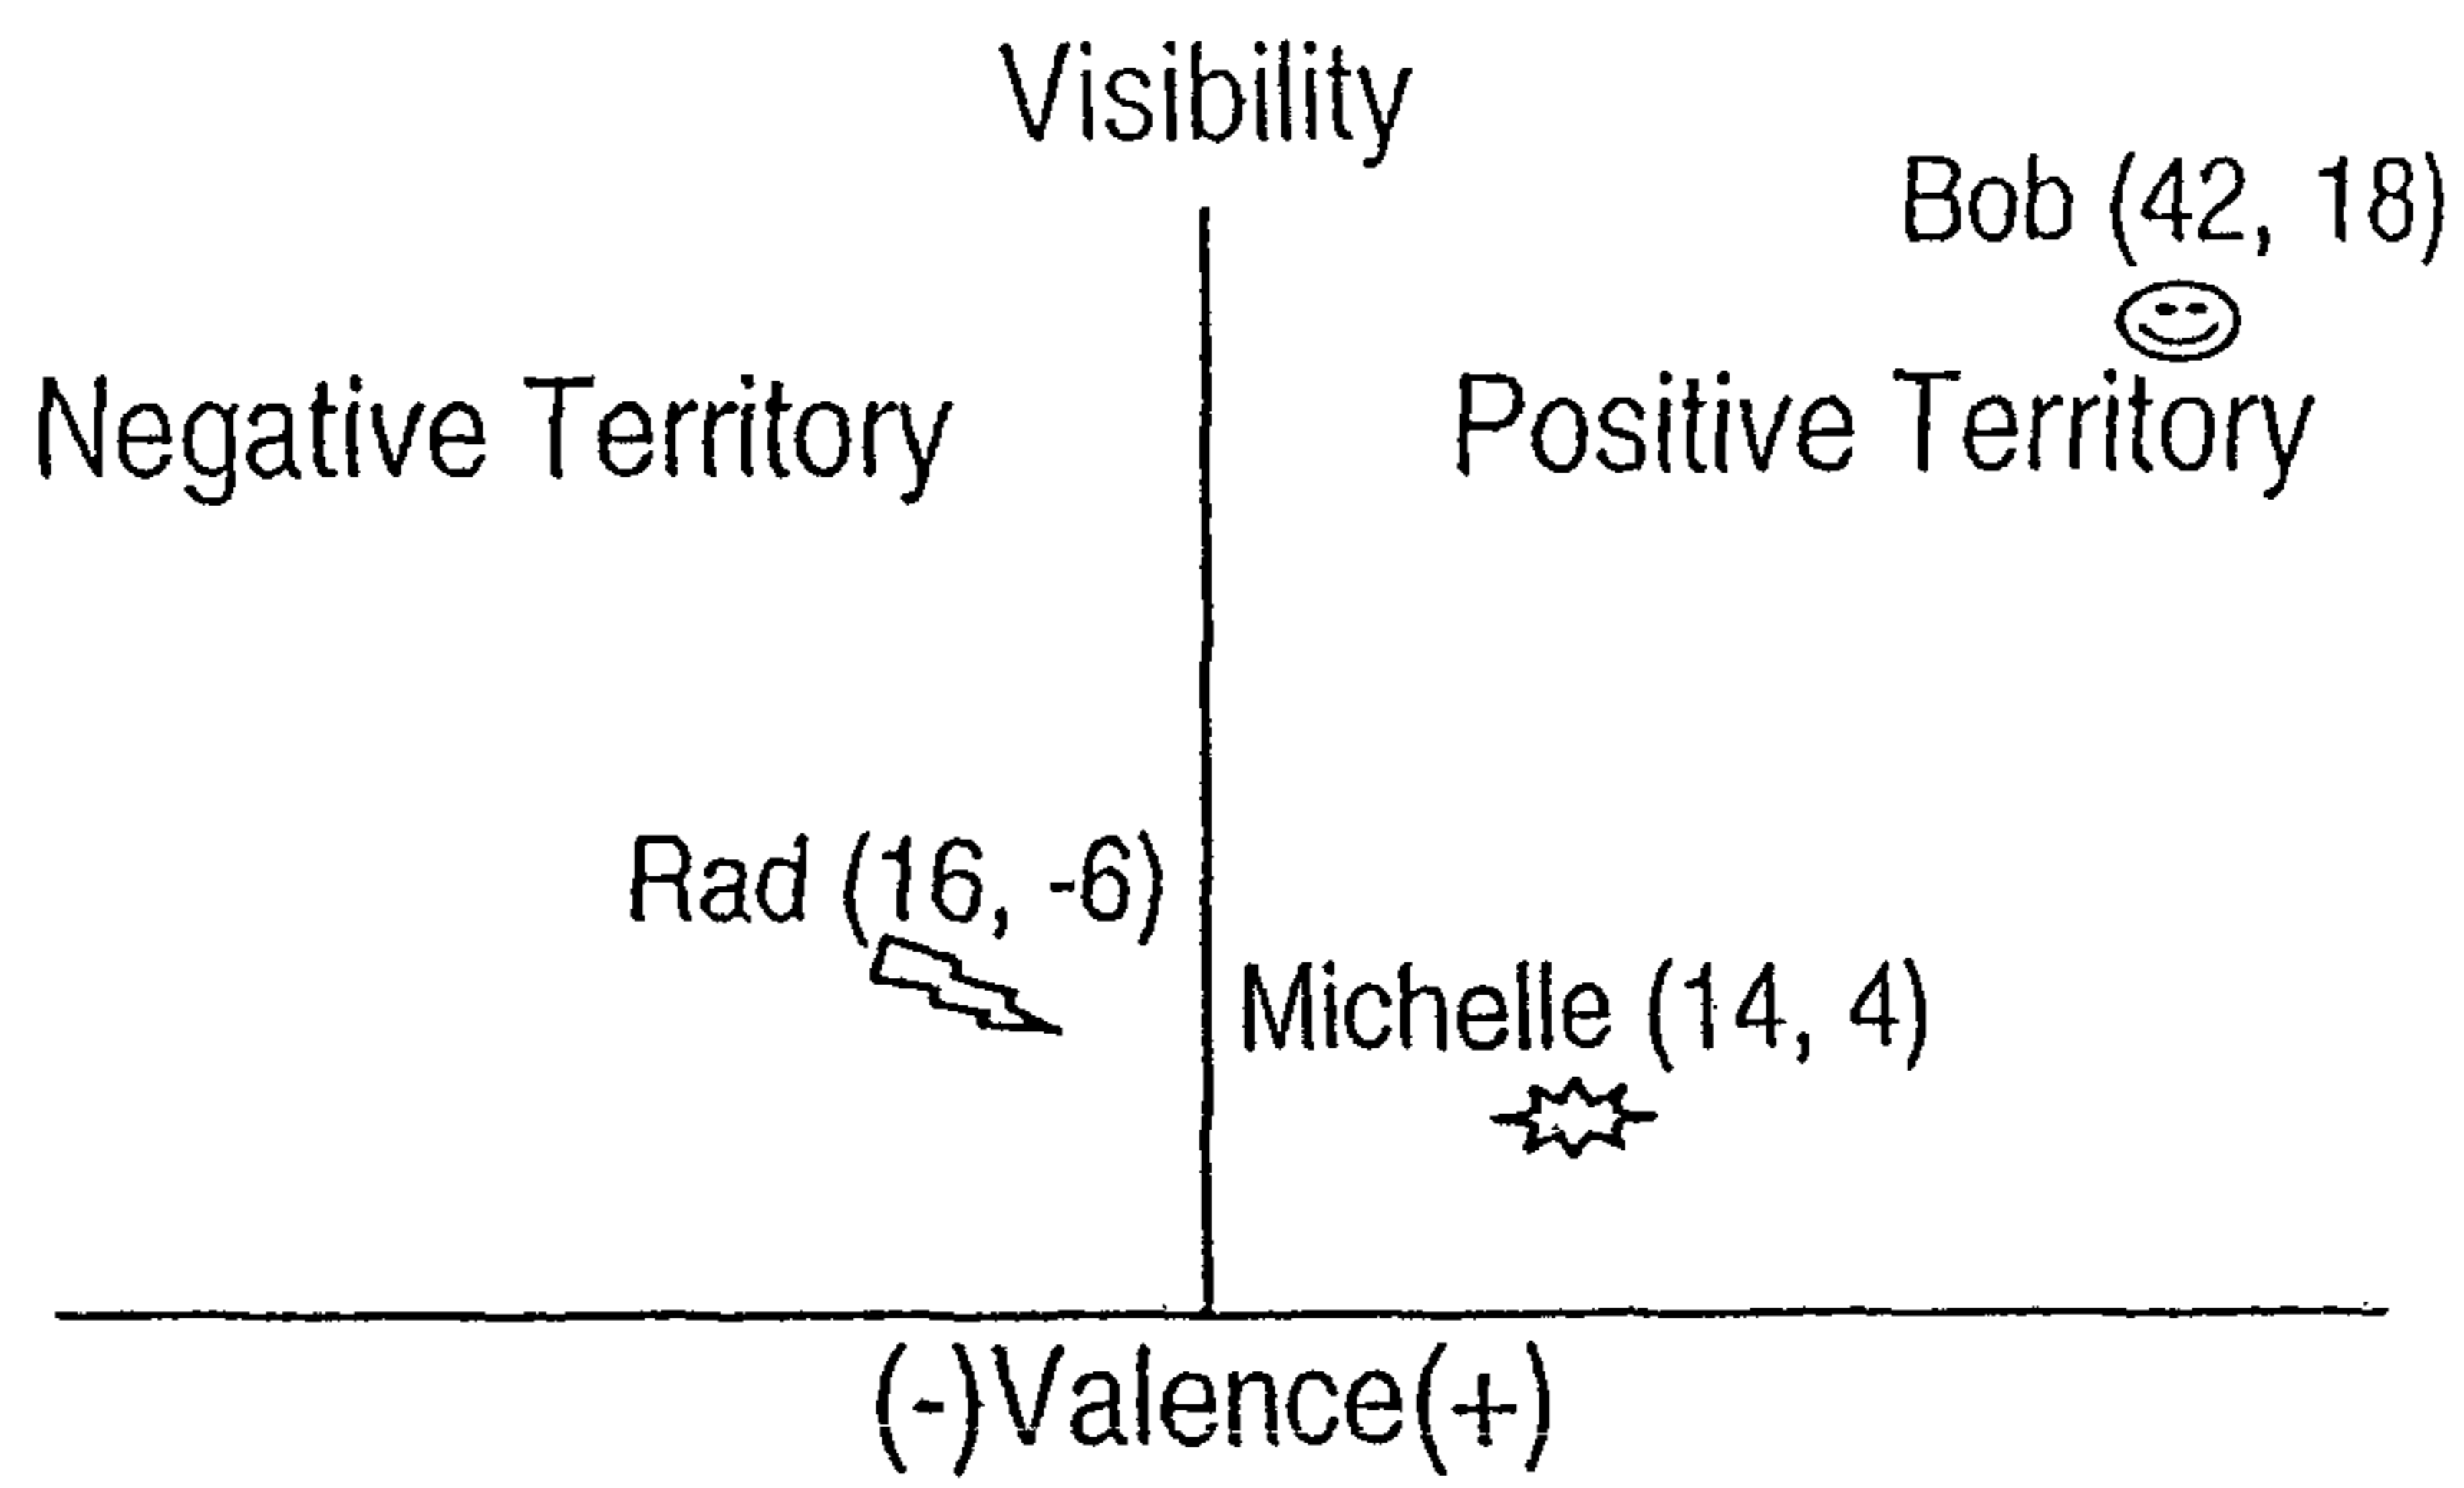 Visibility
Bob (42, 18)
Negative Territory
Positive Territory
Rad (16, -6)
Michelle (14, 4)
(-)Valence(+)